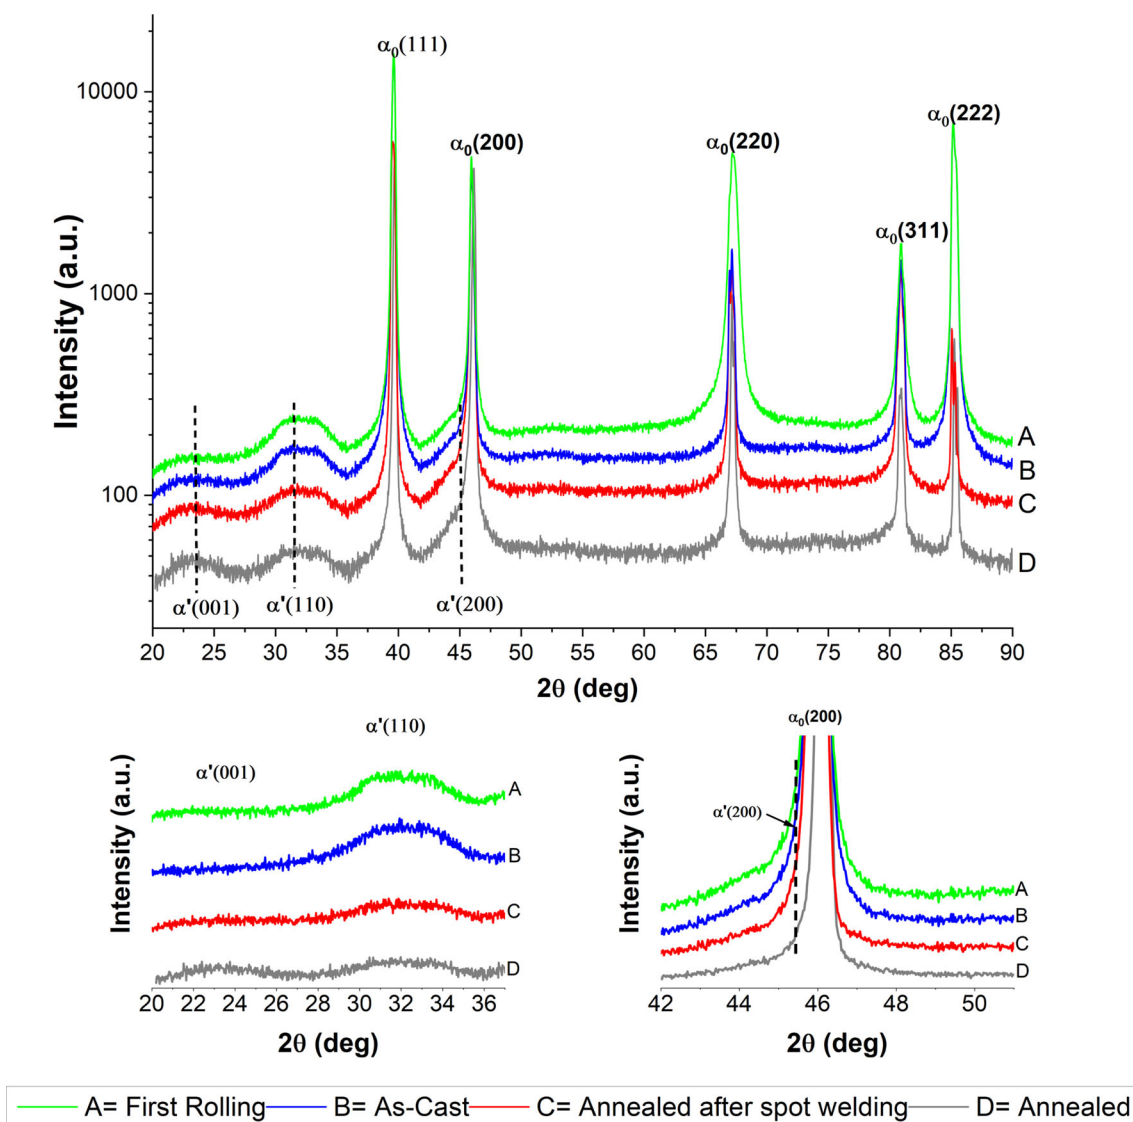 α₀(111)
10000
α₀(222)
α₀(200)
α₀(220)
α₀(311)
1000
Intensity (a.u.)
A
B
100
C
D
α'(001)
α'(110)
α'(200)
20 25 30 35 40 45 50 55 60 65 70 75 80 85 90
2θ (deg)
α'(110)
α'(001)
Intensity (a.u.)
A
B
C
D
20 22 24 26 28 30 32 34 36
2θ (deg)
α₀(200)
α'(200)
Intensity (a.u.)
A
B
C
D
42 44 46 48 50
2θ (deg)
A= First Rolling B= As-Cast C= Annealed after spot welding D= Annealed